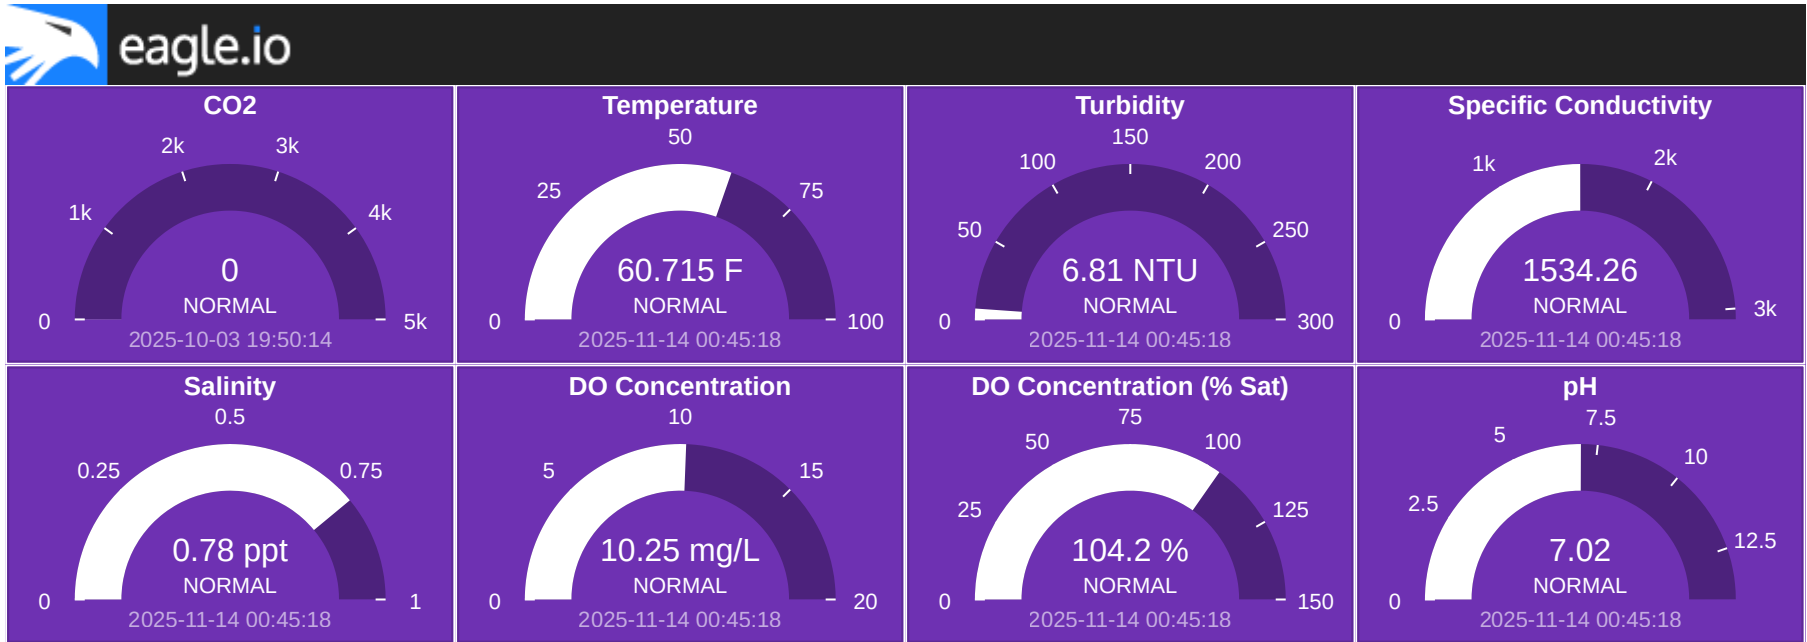 eagle.io
CO2
2k
3k
1k
4k
0
5k
0
NORMAL
2025-10-03 19:50:14
Temperature
50
25
75
0
100
60.715 F
NORMAL
2025-11-14 00:45:18
Turbidity
150
100
200
50
250
0
300
6.81 NTU
NORMAL
2025-11-14 00:45:18
Specific Conductivity
1k
2k
0
3k
1534.26
NORMAL
2025-11-14 00:45:18
Salinity
0.5
0.25
0.75
0
1
0.78 ppt
NORMAL
2025-11-14 00:45:18
DO Concentration
10
5
15
0
20
10.25 mg/L
NORMAL
2025-11-14 00:45:18
DO Concentration (% Sat)
75
50
100
25
125
0
150
104.2 %
NORMAL
2025-11-14 00:45:18
pH
7.5
5
10
2.5
12.5
0
7.02
NORMAL
2025-11-14 00:45:18